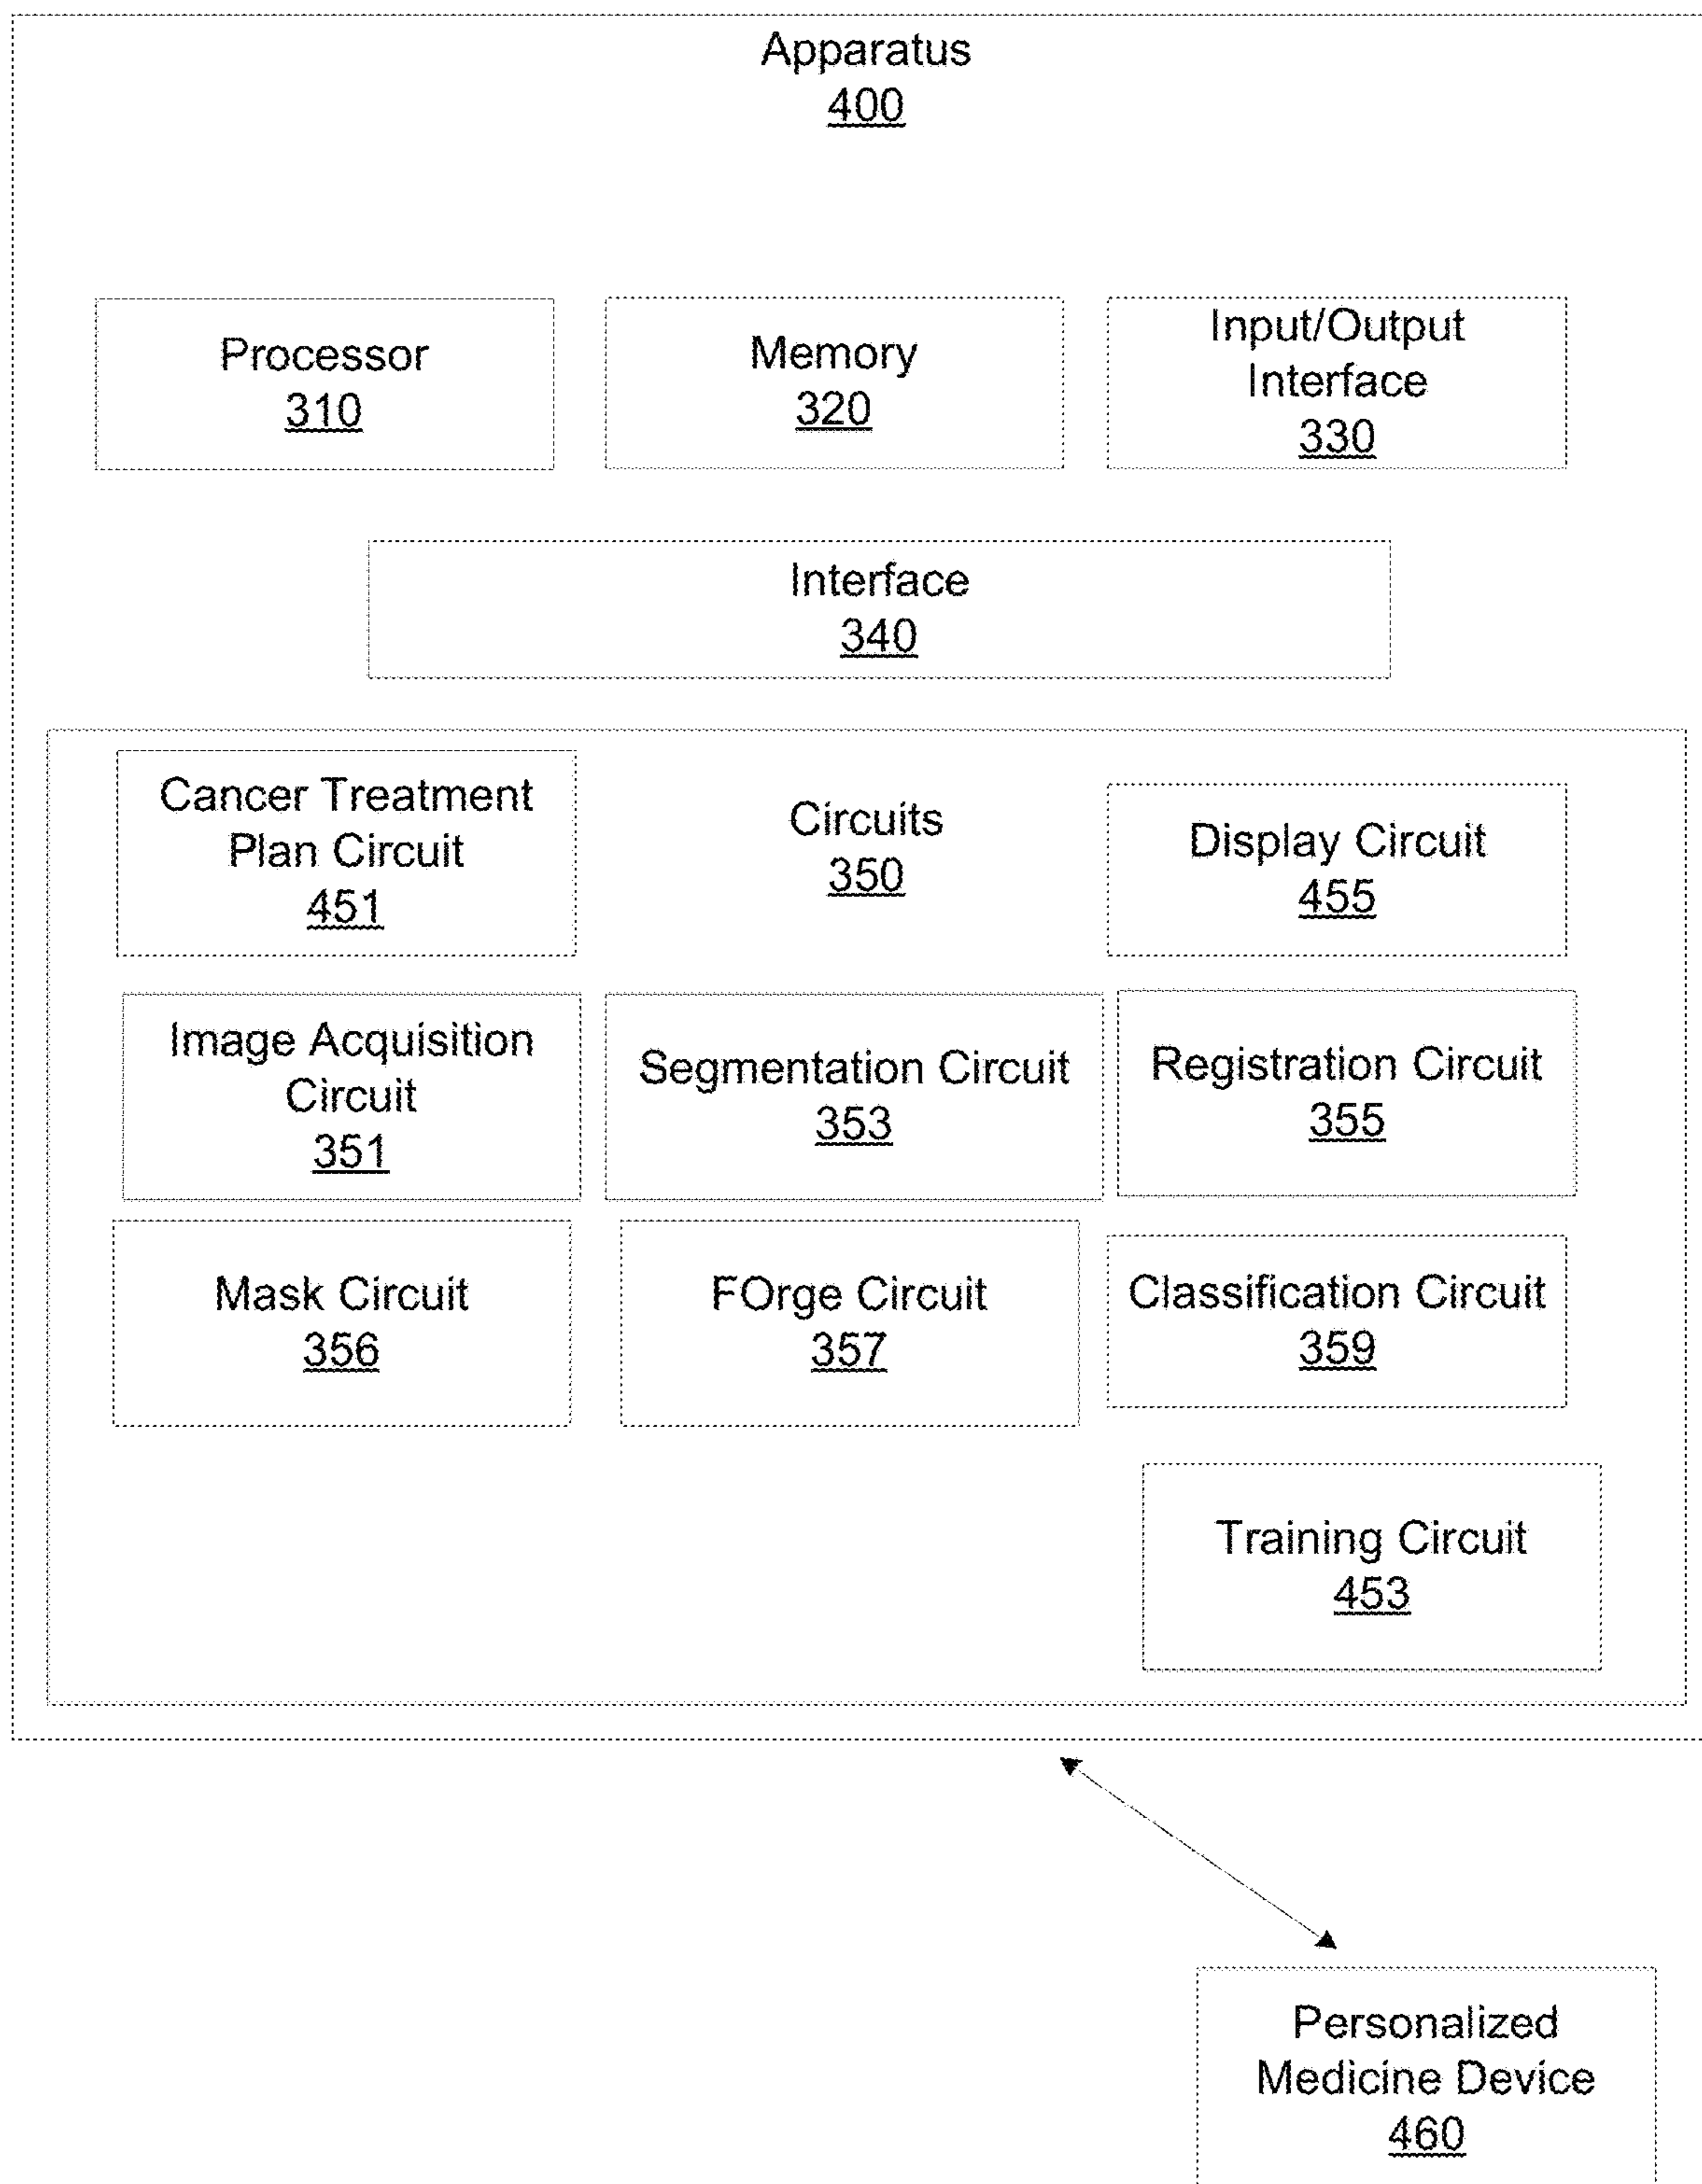 Apparatus
400
Processor
310
Memory
320
Input/Output
Interface
330
Interface
340
Cancer Treatment
Plan Circuit
451
Circuits
350
Display Circuit
455
Image Acquisition
Circuit
351
Segmentation Circuit
353
Registration Circuit
355
Mask Circuit
356
FOrge Circuit
357
Classification Circuit
359
Training Circuit
453
Personalized
Medicine Device
460